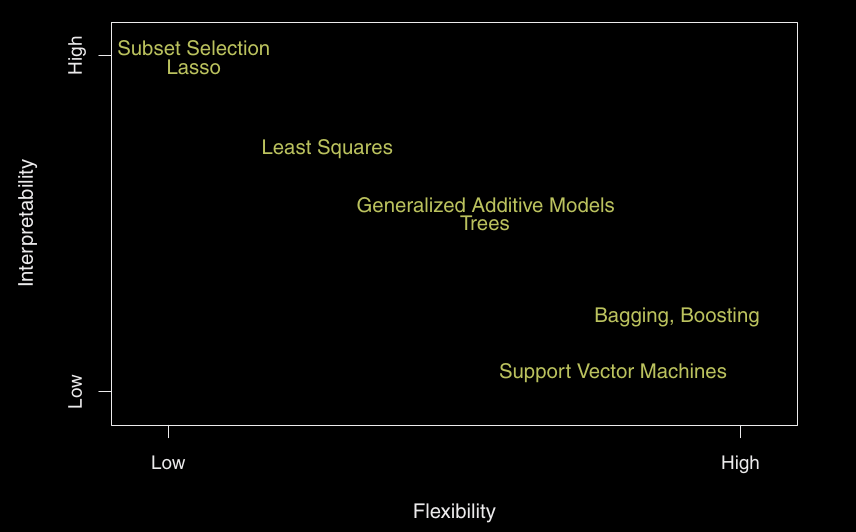 High
Subset Selection
Lasso
Least Squares
Interpretability
Generalized Additive Models
Trees
Bagging, Boosting
Support Vector Machines
Low
Low
High
Flexibility